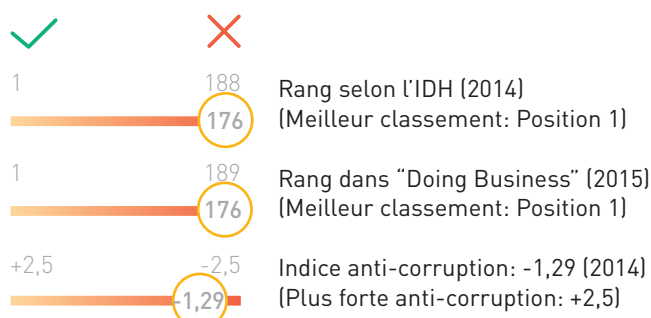 1 188
176
Rang selon l’IDH (2014)
(Meilleur classement: Position 1)
1 189
176
Rang dans “Doing Business” (2015)
(Meilleur classement: Position 1)
+2,5 -2,5
-1,29
Indice anti-corruption: -1,29 (2014)
(Plus forte anti-corruption: +2,5)